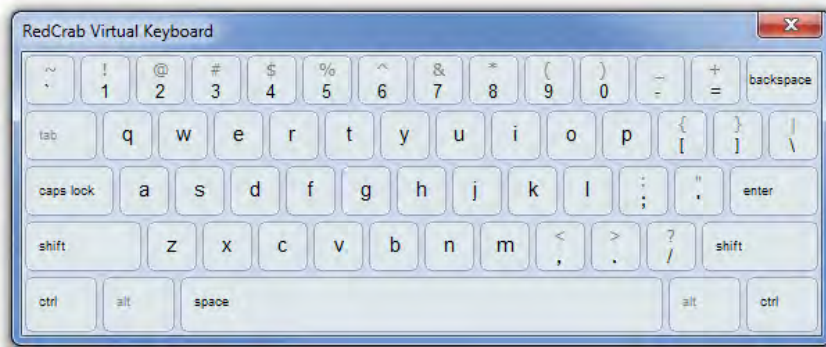 RedCrab Virtual Keyboard
~ ! @ # $ % ^ & * ( ) _ +
` 1 2 3 4 5 6 7 8 9 0 - = backspace
{ } |
tab q w e r t y u i o p [ ] \
: "
caps lock a s d f g h j k l ; ' enter
< > ?
shift z x c v b n m , . / shift
ctrl alt space alt ctrl